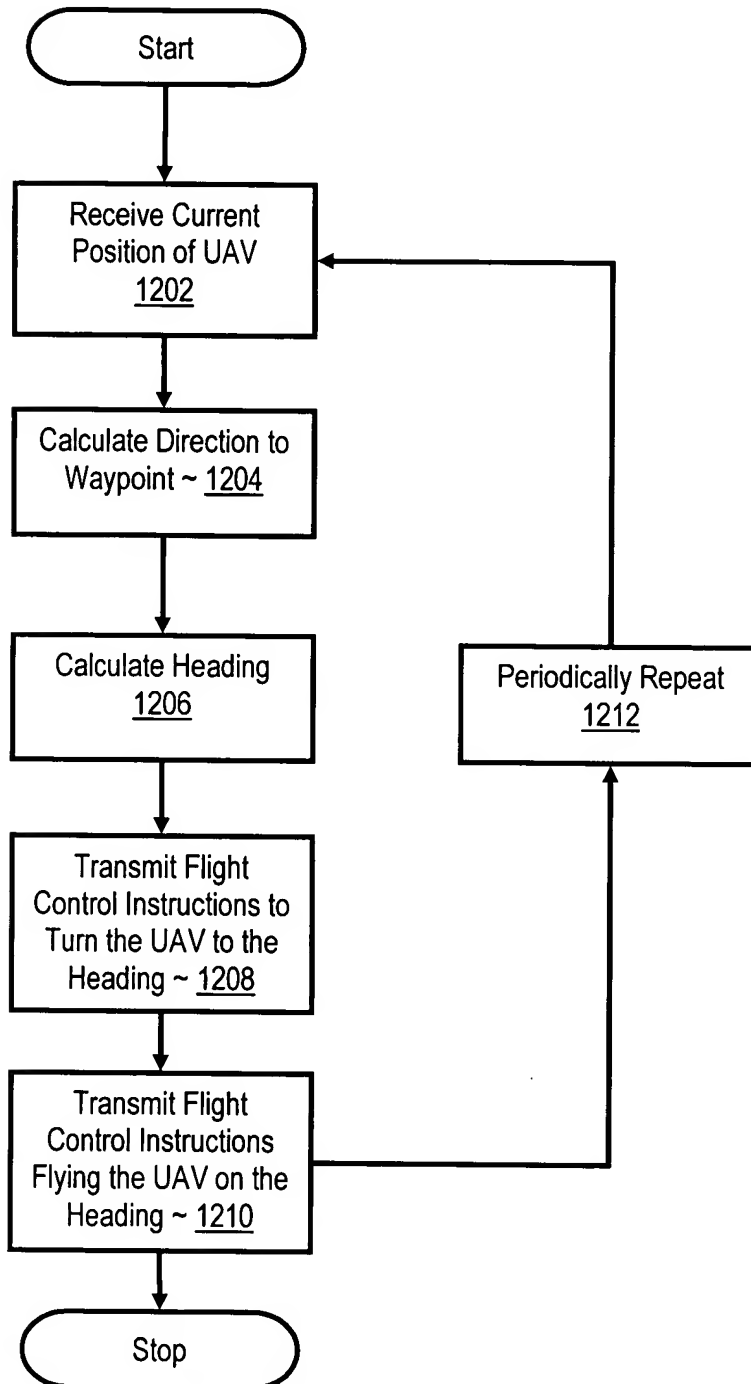 Start
Receive Current
Position of UAV
1202
Calculate Direction to
Waypoint ~ 1204
Calculate Heading
1206
Periodically Repeat
1212
Transmit Flight
Control Instructions to
Turn the UAV to the
Heading ~ 1208
Transmit Flight
Control Instructions
Flying the UAV on the
Heading ~ 1210
Stop